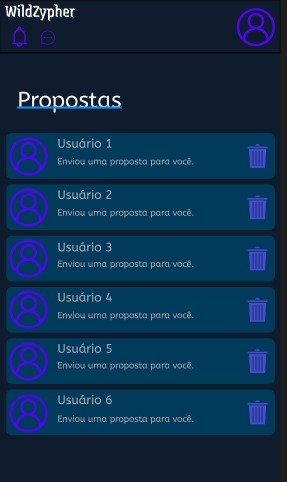 WildZypher
Propostas
Usuário 1
Enviou uma proposta para você.
Usuário 2
Enviou uma proposta para você.
Usuário 3
Enviou uma proposta para você.
Usuário 4
Enviou uma proposta para você.
Usuário 5
Enviou uma proposta para você.
Usuário 6
Enviou uma proposta para você.